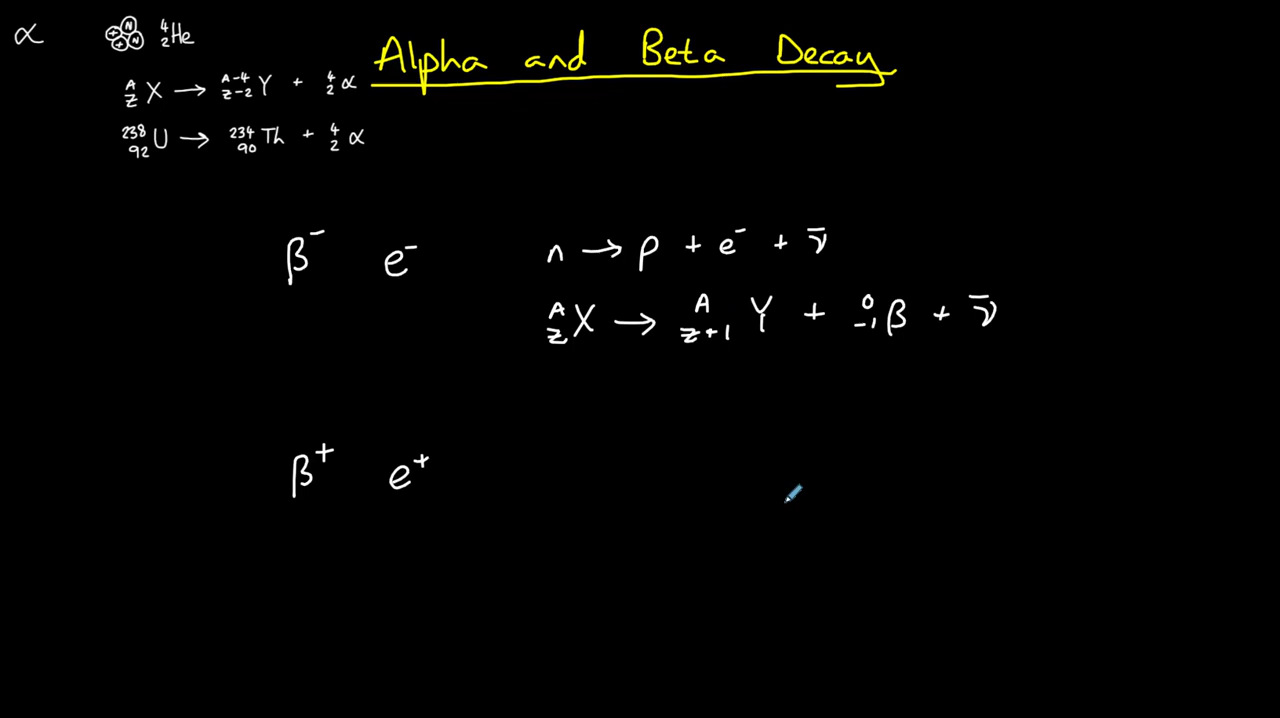 α ⁴₂He
Alpha and Beta Decay
ᴬ_Z X → ᴬ⁻⁴_Z₋₂ Y + ⁴₂α
²³⁸₉₂U → ²³⁴₉₀Th + ⁴₂α
β⁻ e⁻ n → p + e⁻ + ν̄
ᴬ_Z X → ᴬ_Z₊₁ Y + ⁰₋₁β + ν̄
β⁺ e⁺